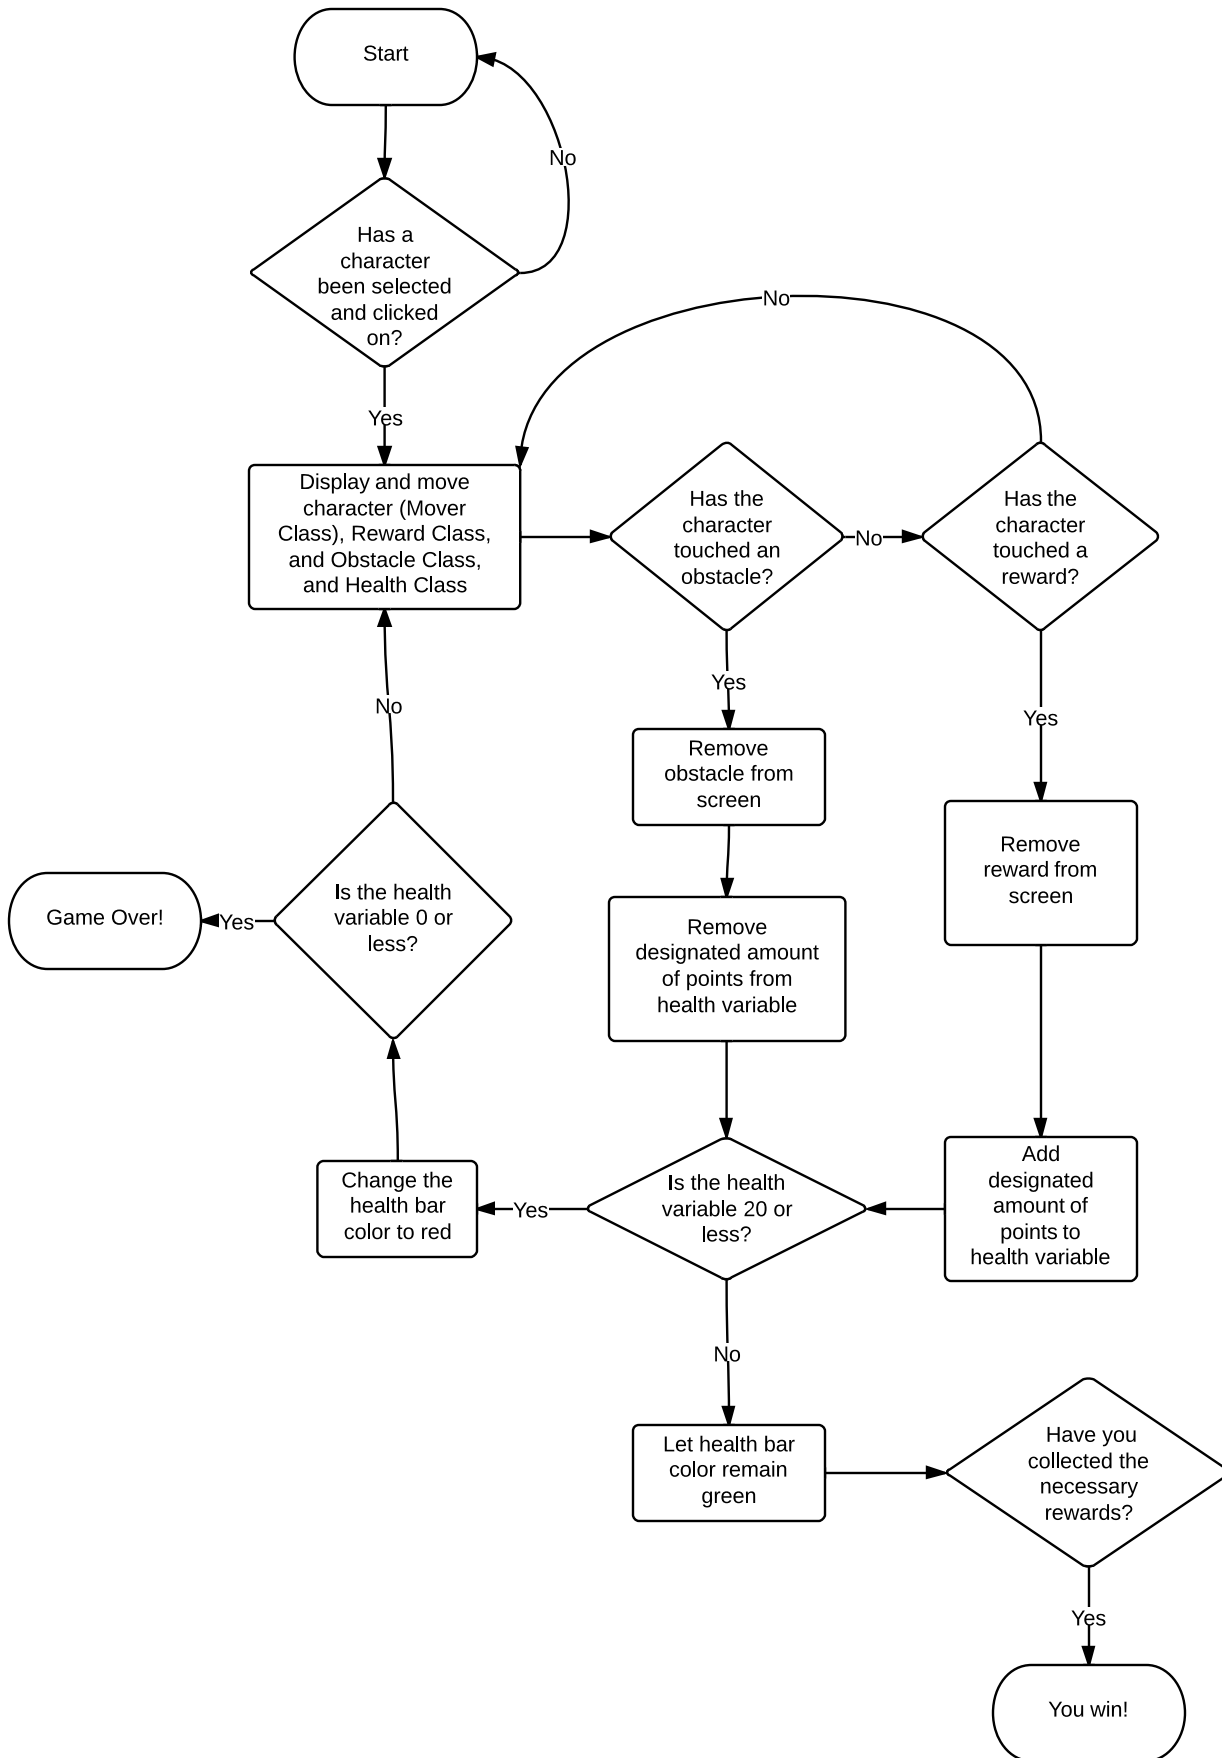 Start
No
Has a
character
been selected
and clicked
on?
Yes
No
Display and move
character (Mover
Class), Reward Class,
and Obstacle Class,
and Health Class
Has the
character
touched an
obstacle?
No
Has the
character
touched a
reward?
No
Yes
Yes
Remove
obstacle from
screen
Remove
reward from
screen
Game Over!
Yes
Is the health
variable 0 or
less?
Remove
designated amount
of points from
health variable
Change the
health bar
color to red
Yes
Is the health
variable 20 or
less?
Add
designated
amount of
points to
health variable
No
Let health bar
color remain
green
Have you
collected the
necessary
rewards?
Yes
You win!